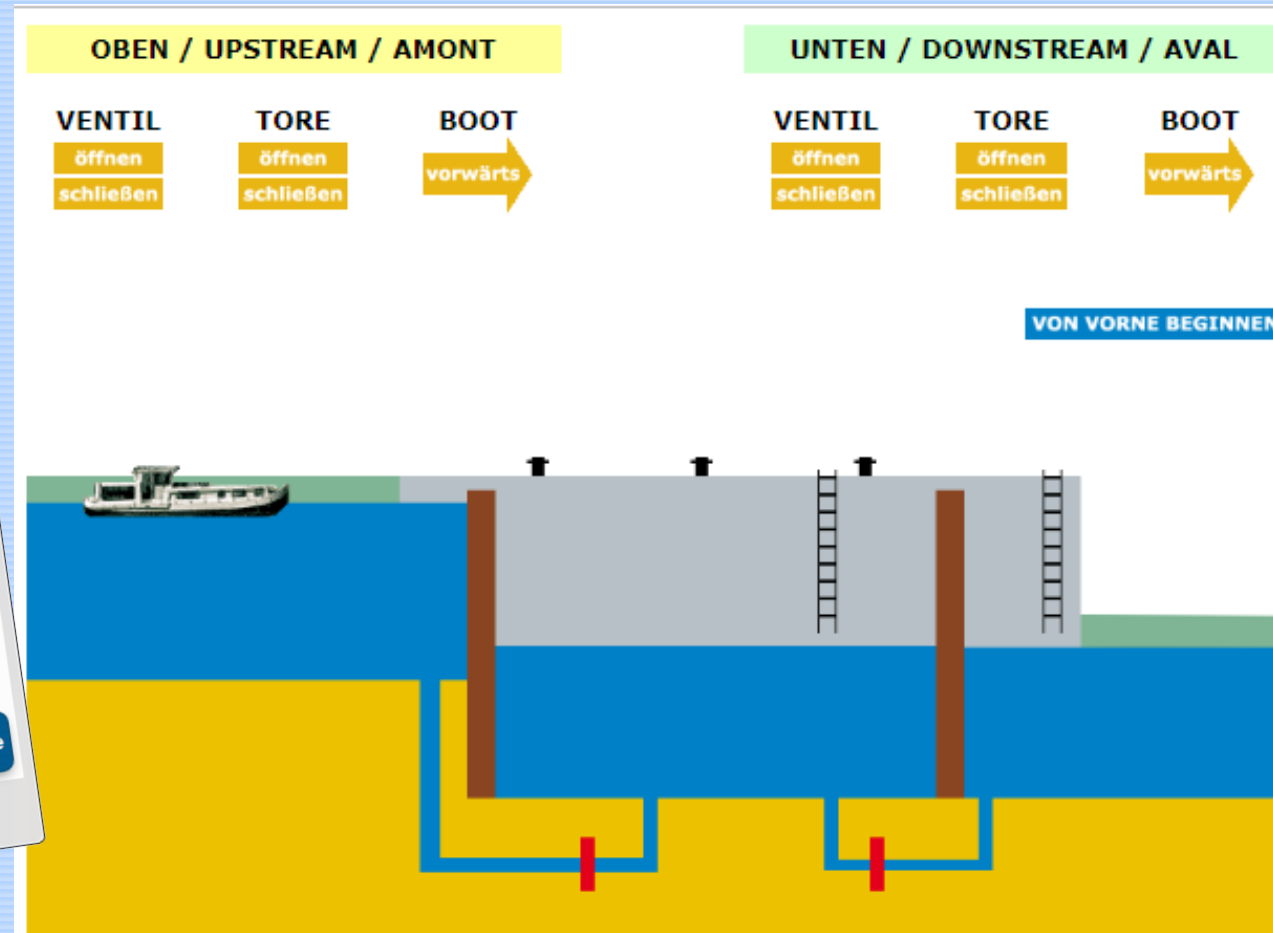 OBEN / UPSTREAM / AMONT
UNTEN / DOWNSTREAM / AVAL
VENTIL TORE BOOT
öffnen öffnen vorwärts
schließen schließen
VENTIL TORE BOOT
öffnen öffnen vorwärts
schließen schließen
VON VORNE BEGINNEN
e